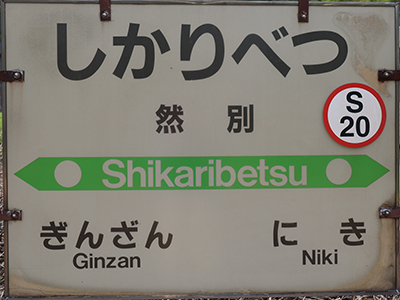 しかりべつ
然別
S
20
Shikaribetsu
ぎんざん
Ginzan
にき
Niki